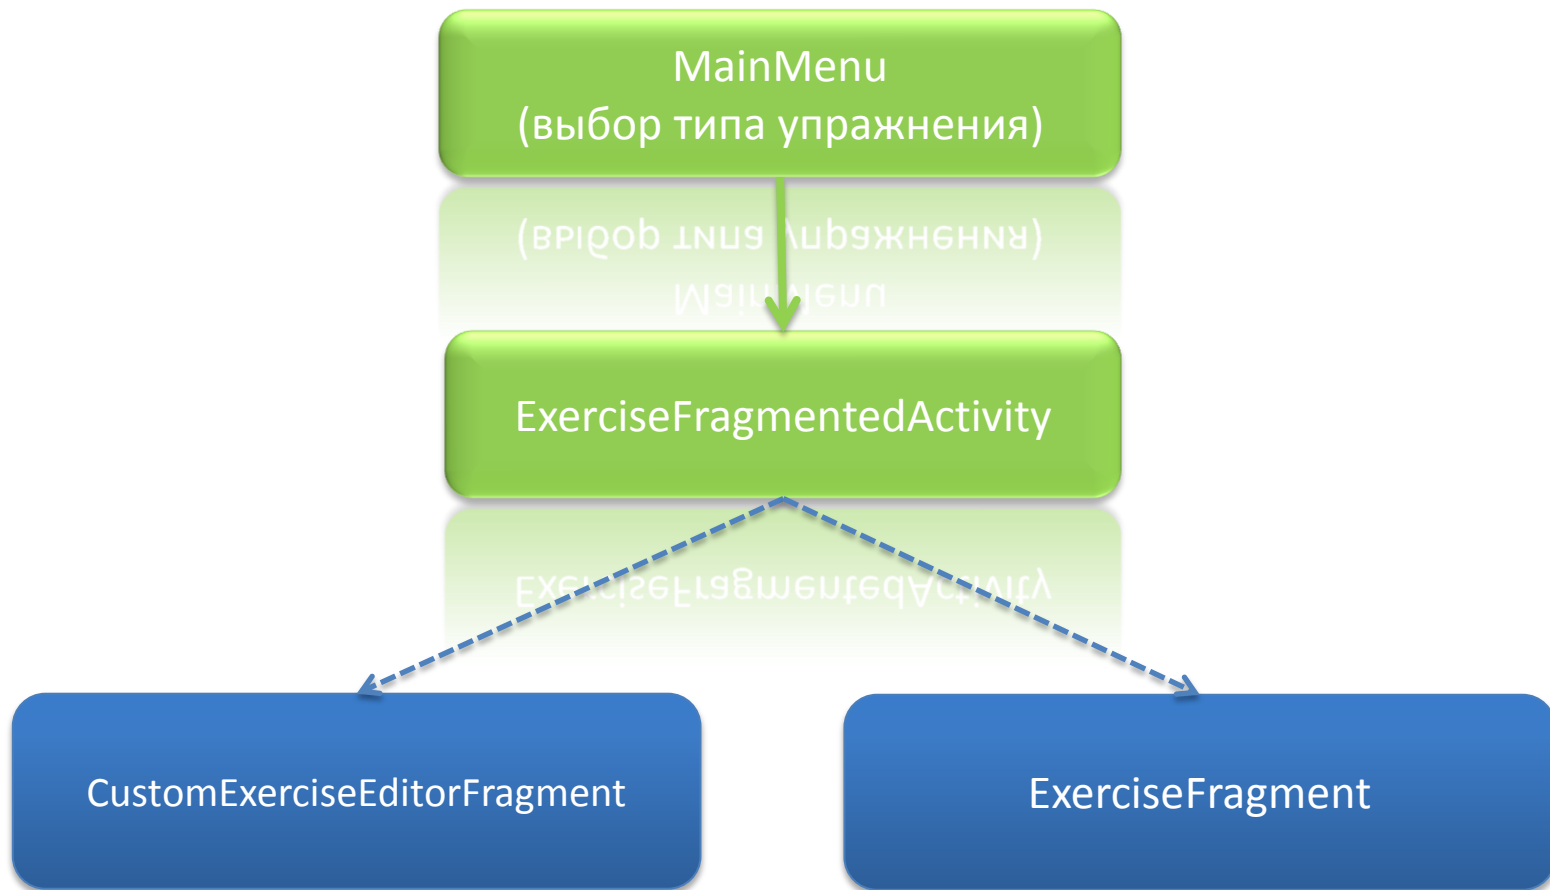 MainMenu
(выбор типа упражнения)
ExerciseFragmentedActivity
CustomExerciseEditorFragment
ExerciseFragment